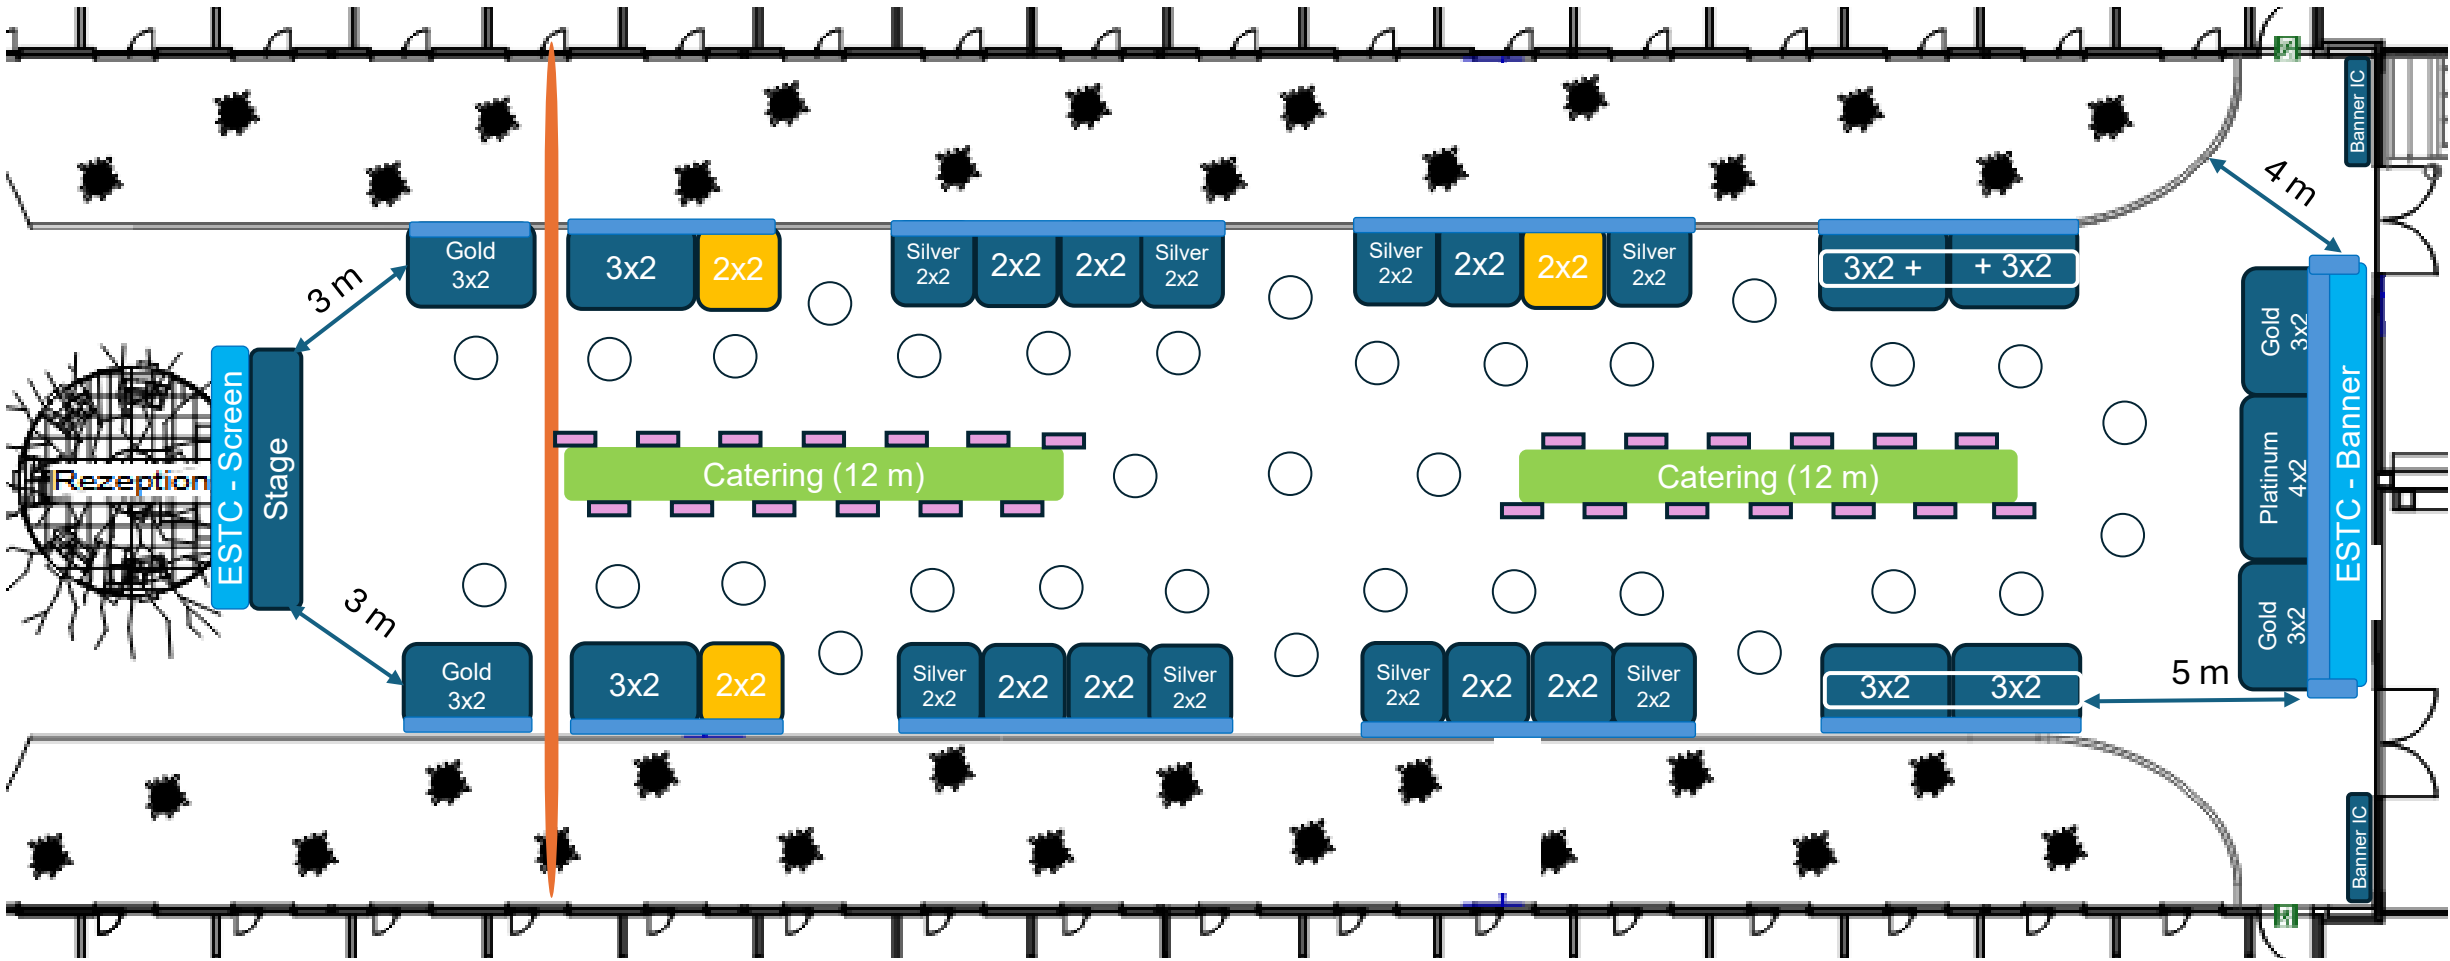 Banner IC
4 m
Gold
3x2
3x2
2x2
Silver
2x2
2x2
2x2
Silver
2x2
Silver
2x2
2x2
2x2
Silver
2x2
3x2 +
+ 3x2
3 m
Gold
3x2
Rezeption
ESTC - Screen
Stage
Catering (12 m)
Catering (12 m)
Platinum
4x2
ESTC - Banner
Gold
3x2
3 m
Gold
3x2
3x2
2x2
Silver
2x2
2x2
2x2
Silver
2x2
Silver
2x2
2x2
2x2
Silver
2x2
3x2
3x2
5 m
Banner IC